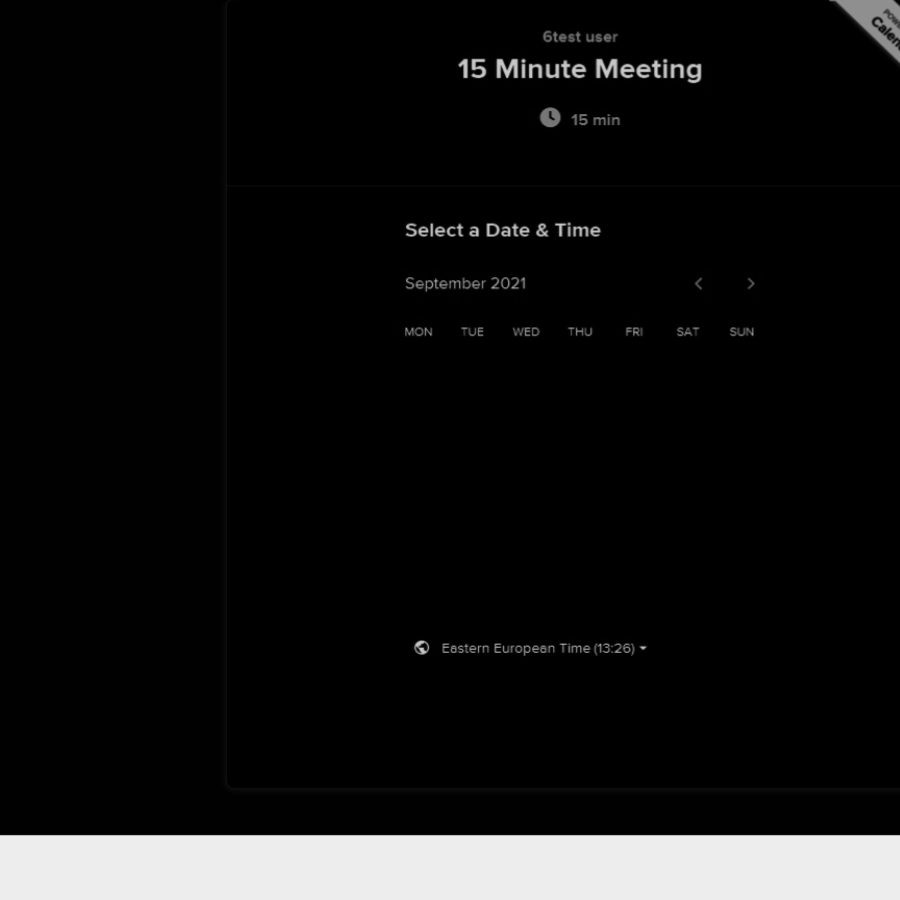 6test user
15 Minute Meeting
15 min
Select a Date & Time
September 2021
MON TUE WED THU FRI SAT SUN
Eastern European Time (13:26)